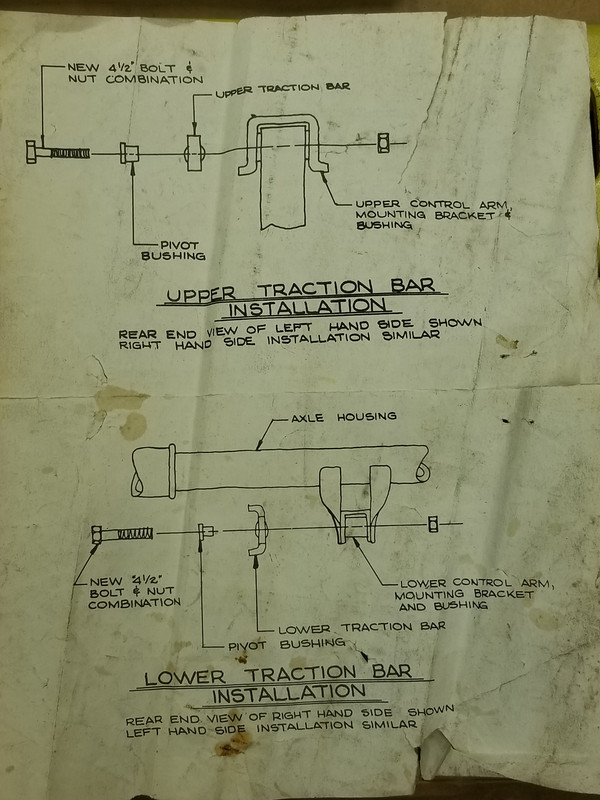 NEW 4½" BOLT &
NUT COMBINATION
UPPER TRACTION BAR
UPPER CONTROL ARM,
MOUNTING BRACKET &
BUSHING
PIVOT
BUSHING
UPPER TRACTION BAR
INSTALLATION
REAR END VIEW OF LEFT HAND SIDE SHOWN
RIGHT HAND SIDE INSTALLATION SIMILAR
AXLE HOUSING
NEW 4½"
BOLT & NUT
COMBINATION
LOWER CONTROL ARM,
MOUNTING BRACKET
AND BUSHING
LOWER TRACTION BAR
PIVOT BUSHING
LOWER TRACTION BAR
INSTALLATION
REAR END VIEW OF RIGHT HAND SIDE SHOWN
LEFT HAND SIDE INSTALLATION SIMILAR